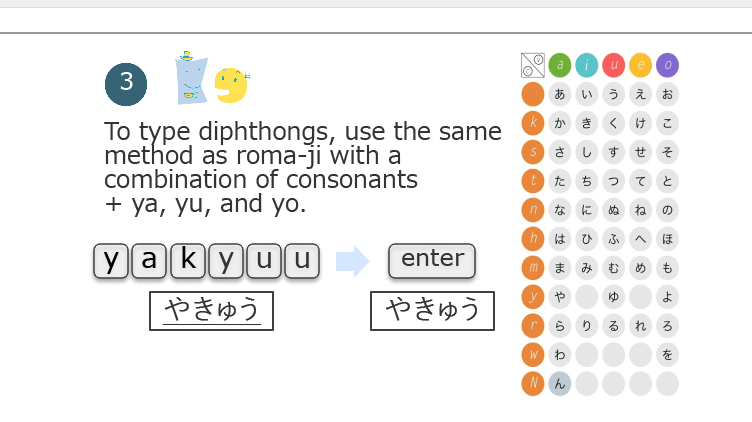 3
To type diphthongs, use the same
method as roma-ji with a
combination of consonants
+ ya, yu, and yo.
y a k y u u
enter
やきゅう
やきゅう
V C a i u e o
あ い う え お
k か き く け こ
s さ し す せ そ
t た ち つ て と
n な に ぬ ね の
h は ひ ふ へ ほ
m ま み む め も
y や ゆ よ
r ら り る れ ろ
w わ を
N ん